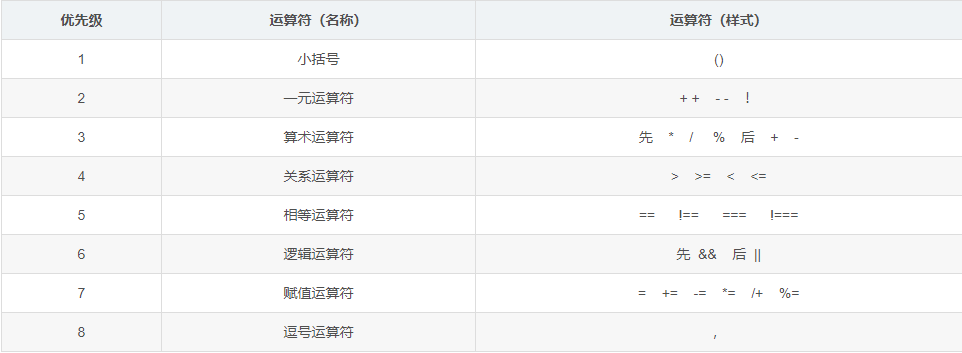 优先级 运算符（名称） 运算符（样式）
1 小括号 ()
2 一元运算符 + + - - !
3 算术运算符 先 * / % 后 + -
4 关系运算符 > >= < <=
5 相等运算符 == !== === !===
6 逻辑运算符 先 && 后 ||
7 赋值运算符 = += -= *= /+ %=
8 逗号运算符 ,